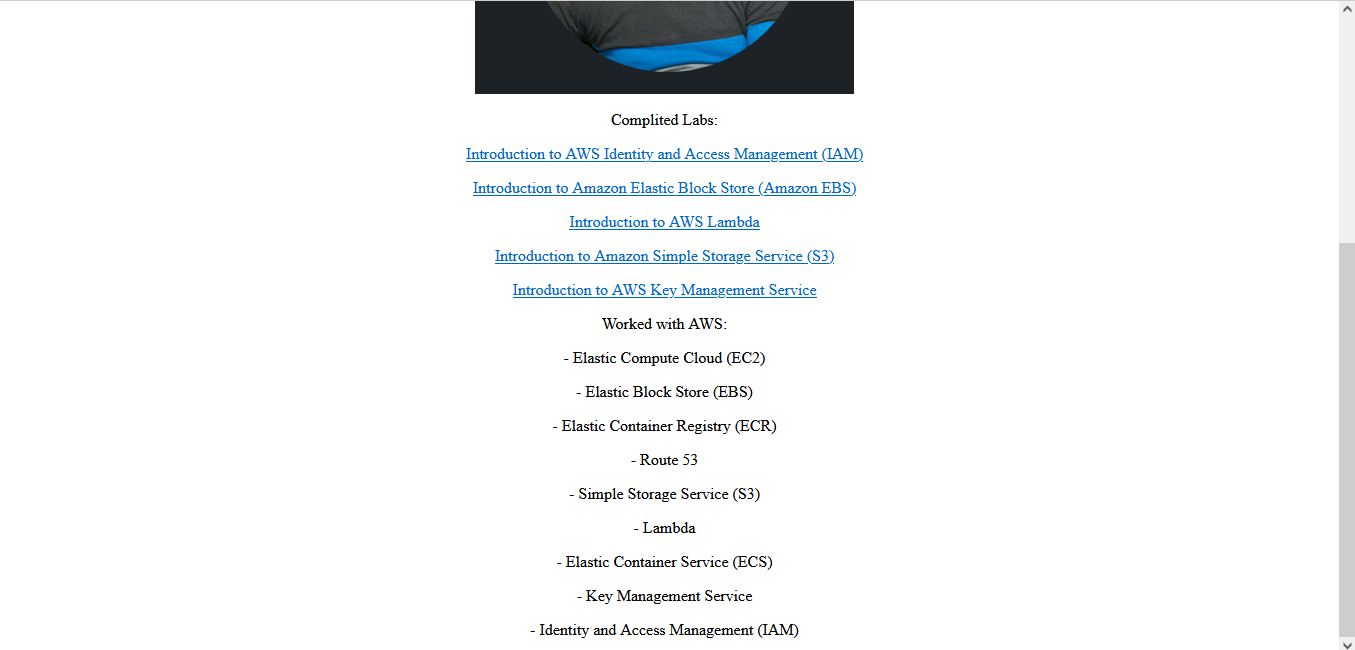 Complited Labs:
Introduction to AWS Identity and Access Management (IAM)
Introduction to Amazon Elastic Block Store (Amazon EBS)
Introduction to AWS Lambda
Introduction to Amazon Simple Storage Service (S3)
Introduction to AWS Key Management Service
Worked with AWS:
- Elastic Compute Cloud (EC2)
- Elastic Block Store (EBS)
- Elastic Container Registry (ECR)
- Route 53
- Simple Storage Service (S3)
- Lambda
- Elastic Container Service (ECS)
- Key Management Service
- Identity and Access Management (IAM)